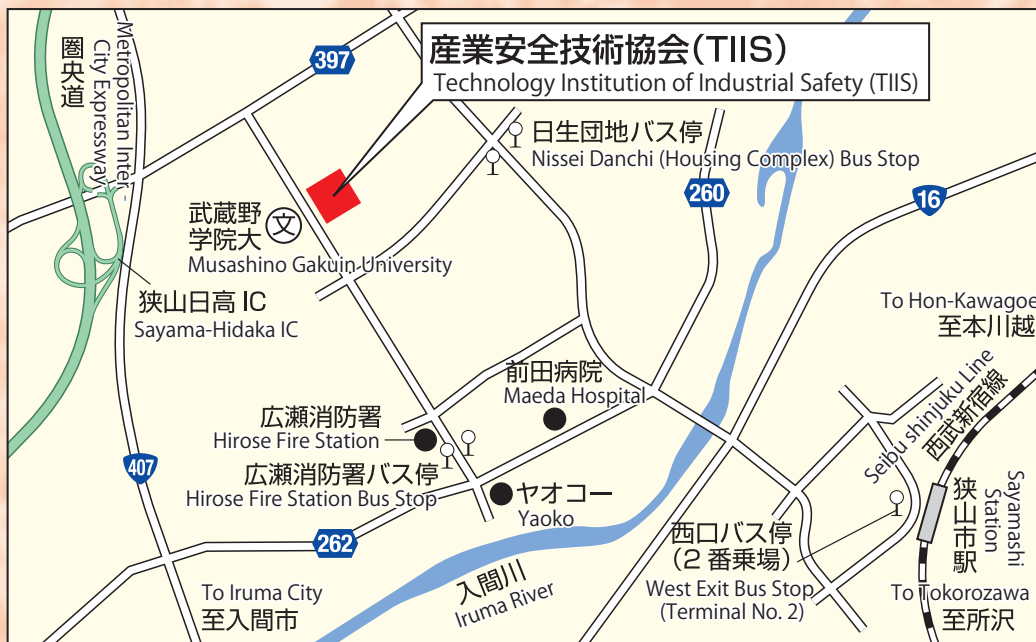 産業安全技術協会(TIIS)
Technology Institution of Industrial Safety (TIIS)
圏央道
Metropolitan Inter -
City Expressway
397
日生団地バス停
Nissei Danchi (Housing Complex) Bus Stop
260
16
武蔵野
学院大
文
Musashino Gakuin University
狭山日高 IC
Sayama-Hidaka IC
To Hon-Kawagoe
至本川越
前田病院
Maeda Hospital
Seibu shinjuku Line
西武新宿線
広瀬消防署
Hirose Fire Station
407
広瀬消防署バス停
Hirose Fire Station Bus Stop
ヤオコー
Yaoko
狭山市駅
Sayamashi
Station
西口バス停
(2 番乗場)
West Exit Bus Stop
(Terminal No. 2)
262
入間川
Iruma River
To Iruma City
至入間市
To Tokorozawa
至所沢